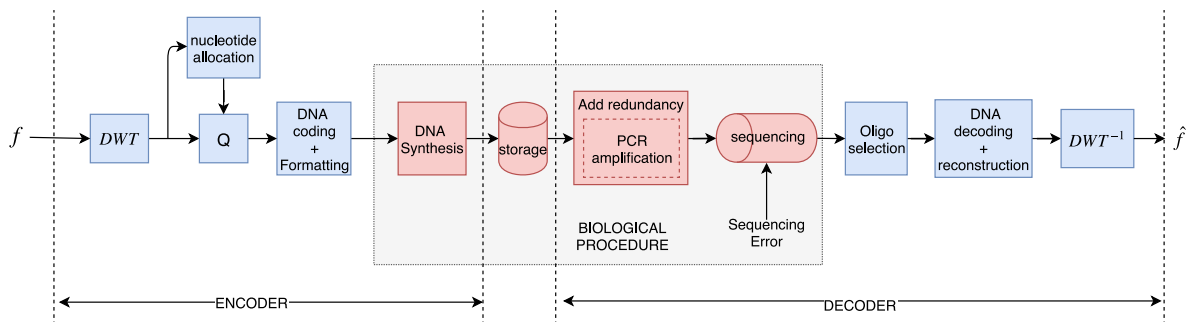 f
DWT
nucleotide
allocation
Q
DNA
coding
+
Formatting
DNA
Synthesis
storage
Add redundancy
PCR
amplification
sequencing
Sequencing
Error
BIOLOGICAL
PROCEDURE
Oligo
selection
DNA
decoding
+
reconstruction
DWT⁻¹
f̂
ENCODER
DECODER